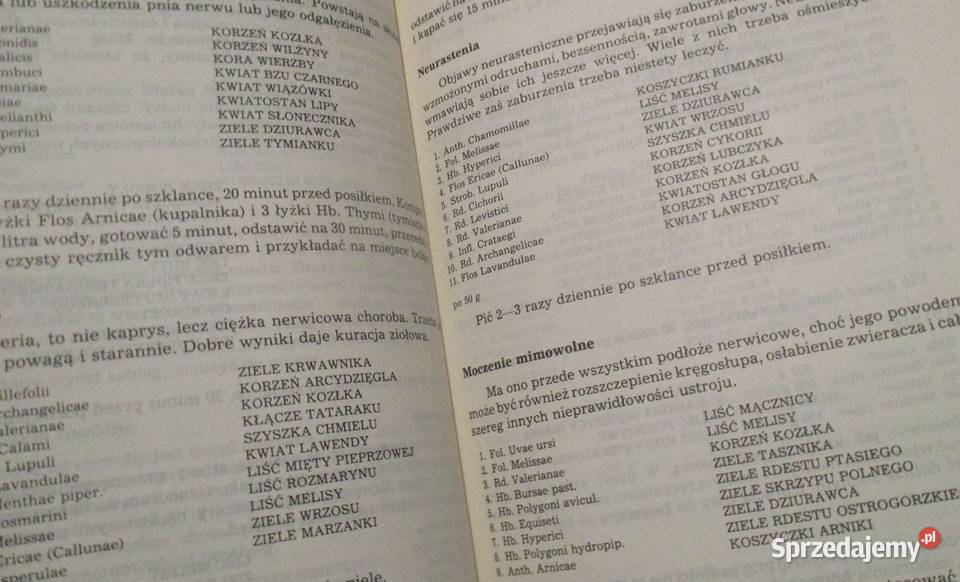 lub uszkodzenia pnia nerwu lub jego odgałęzienia. Powstają na
KORZEŃ KOZŁKA
KORZEŃ WILŻYNY
KORA WIERZBY
KWIAT BZU CZARNEGO
KWIAT WIĄZÓWKI
KWIATOSTAN LIPY
KWIAT SŁONECZNIKA
ZIELE DZIURAWCA
ZIELE TYMIANKU
razy dziennie po szklance, 20 minut przed posiłkiem.
Flos Arnicae (kupalnika) i 3 łyżki Hb. Thymi
litra wody, gotować 5 minut, odstawić na 30 minut,
czysty ręcznik tym odwarem i przykładać na miejsce
to nie kaprys, lecz ciężka nerwicowa choroba.
powagą i starannie. Dobre wyniki daje kuracja ziołowa.
ZIELE KRWAWNIKA
KORZEŃ ARCYDZIĘGLA
KORZEŃ KOZŁKA
Calami KŁĄCZE TATARAKU
Lupuli SZYSZKA CHMIELU
KWIAT LAWENDY
piper. LIŚĆ MIĘTY PIEPRZOWEJ
LIŚĆ ROZMARYNU
LIŚĆ MELISY
(Callunae) ZIELE WRZOSU
ZIELE MARZANKI
odstawić na
i kąpać się 15
Neurastenia
Objawy neurasteniczne przejawiają się
wzmożonymi odruchami, bezsennością, zawrotami głowy.
wmawiają sobie ich jeszcze więcej. Wiele z nich trzeba
Prawdziwe zaś zaburzenia trzeba niestety leczyć.
1. Anth. Chamomillae KOSZYCZKI RUMIANKU
2. Fol. Melissae LIŚĆ MELISY
3. Hb. Hyperici ZIELE DZIURAWCA
4. Flos Ericae (Callunae) KWIAT WRZOSU
5. Strob. Lupuli SZYSZKA CHMIELU
6. Rd. Cichorii KORZEŃ CYKORII
7. Rd. Levistici KORZEŃ LUBCZYKA
8. Rd. Valerianae KORZEŃ KOZŁKA
9. Infl. Crataegi KWIATOSTAN GŁOGU
10. Rd. Archangelicae KORZEŃ ARCYDZIĘGLA
11. Flos Lavandulae KWIAT LAWENDY
po 50 g
Pić 2—3 razy dziennie po szklance przed posiłkiem.
Moczenie mimowolne
Ma ono przede wszystkim podłoże nerwicowe, choć jego powodem
może być również rozszczepienie kręgosłupa, osłabienie zwieracza i
szereg innych nieprawidłowości ustroju.
1. Fol. Uvae ursi LIŚĆ MĄCZNICY
2. Fol. Melissae LIŚĆ MELISY
3. Rd. Valerianae KORZEŃ KOZŁKA
4. Hb. Bursae past. ZIELE TASZNIKA
5. Hb. Polygoni avicul. ZIELE RDESTU PTASIEGO
6. Hb. Equiseti ZIELE SKRZYPU POLNEGO
7. Hb. Hyperici ZIELE DZIURAWCA
8. Hb. Polygoni hydropip. ZIELE RDESTU
9. Anth. Arnicae KOSZYCZKI ARNIKI
Sprzedajemy.pl